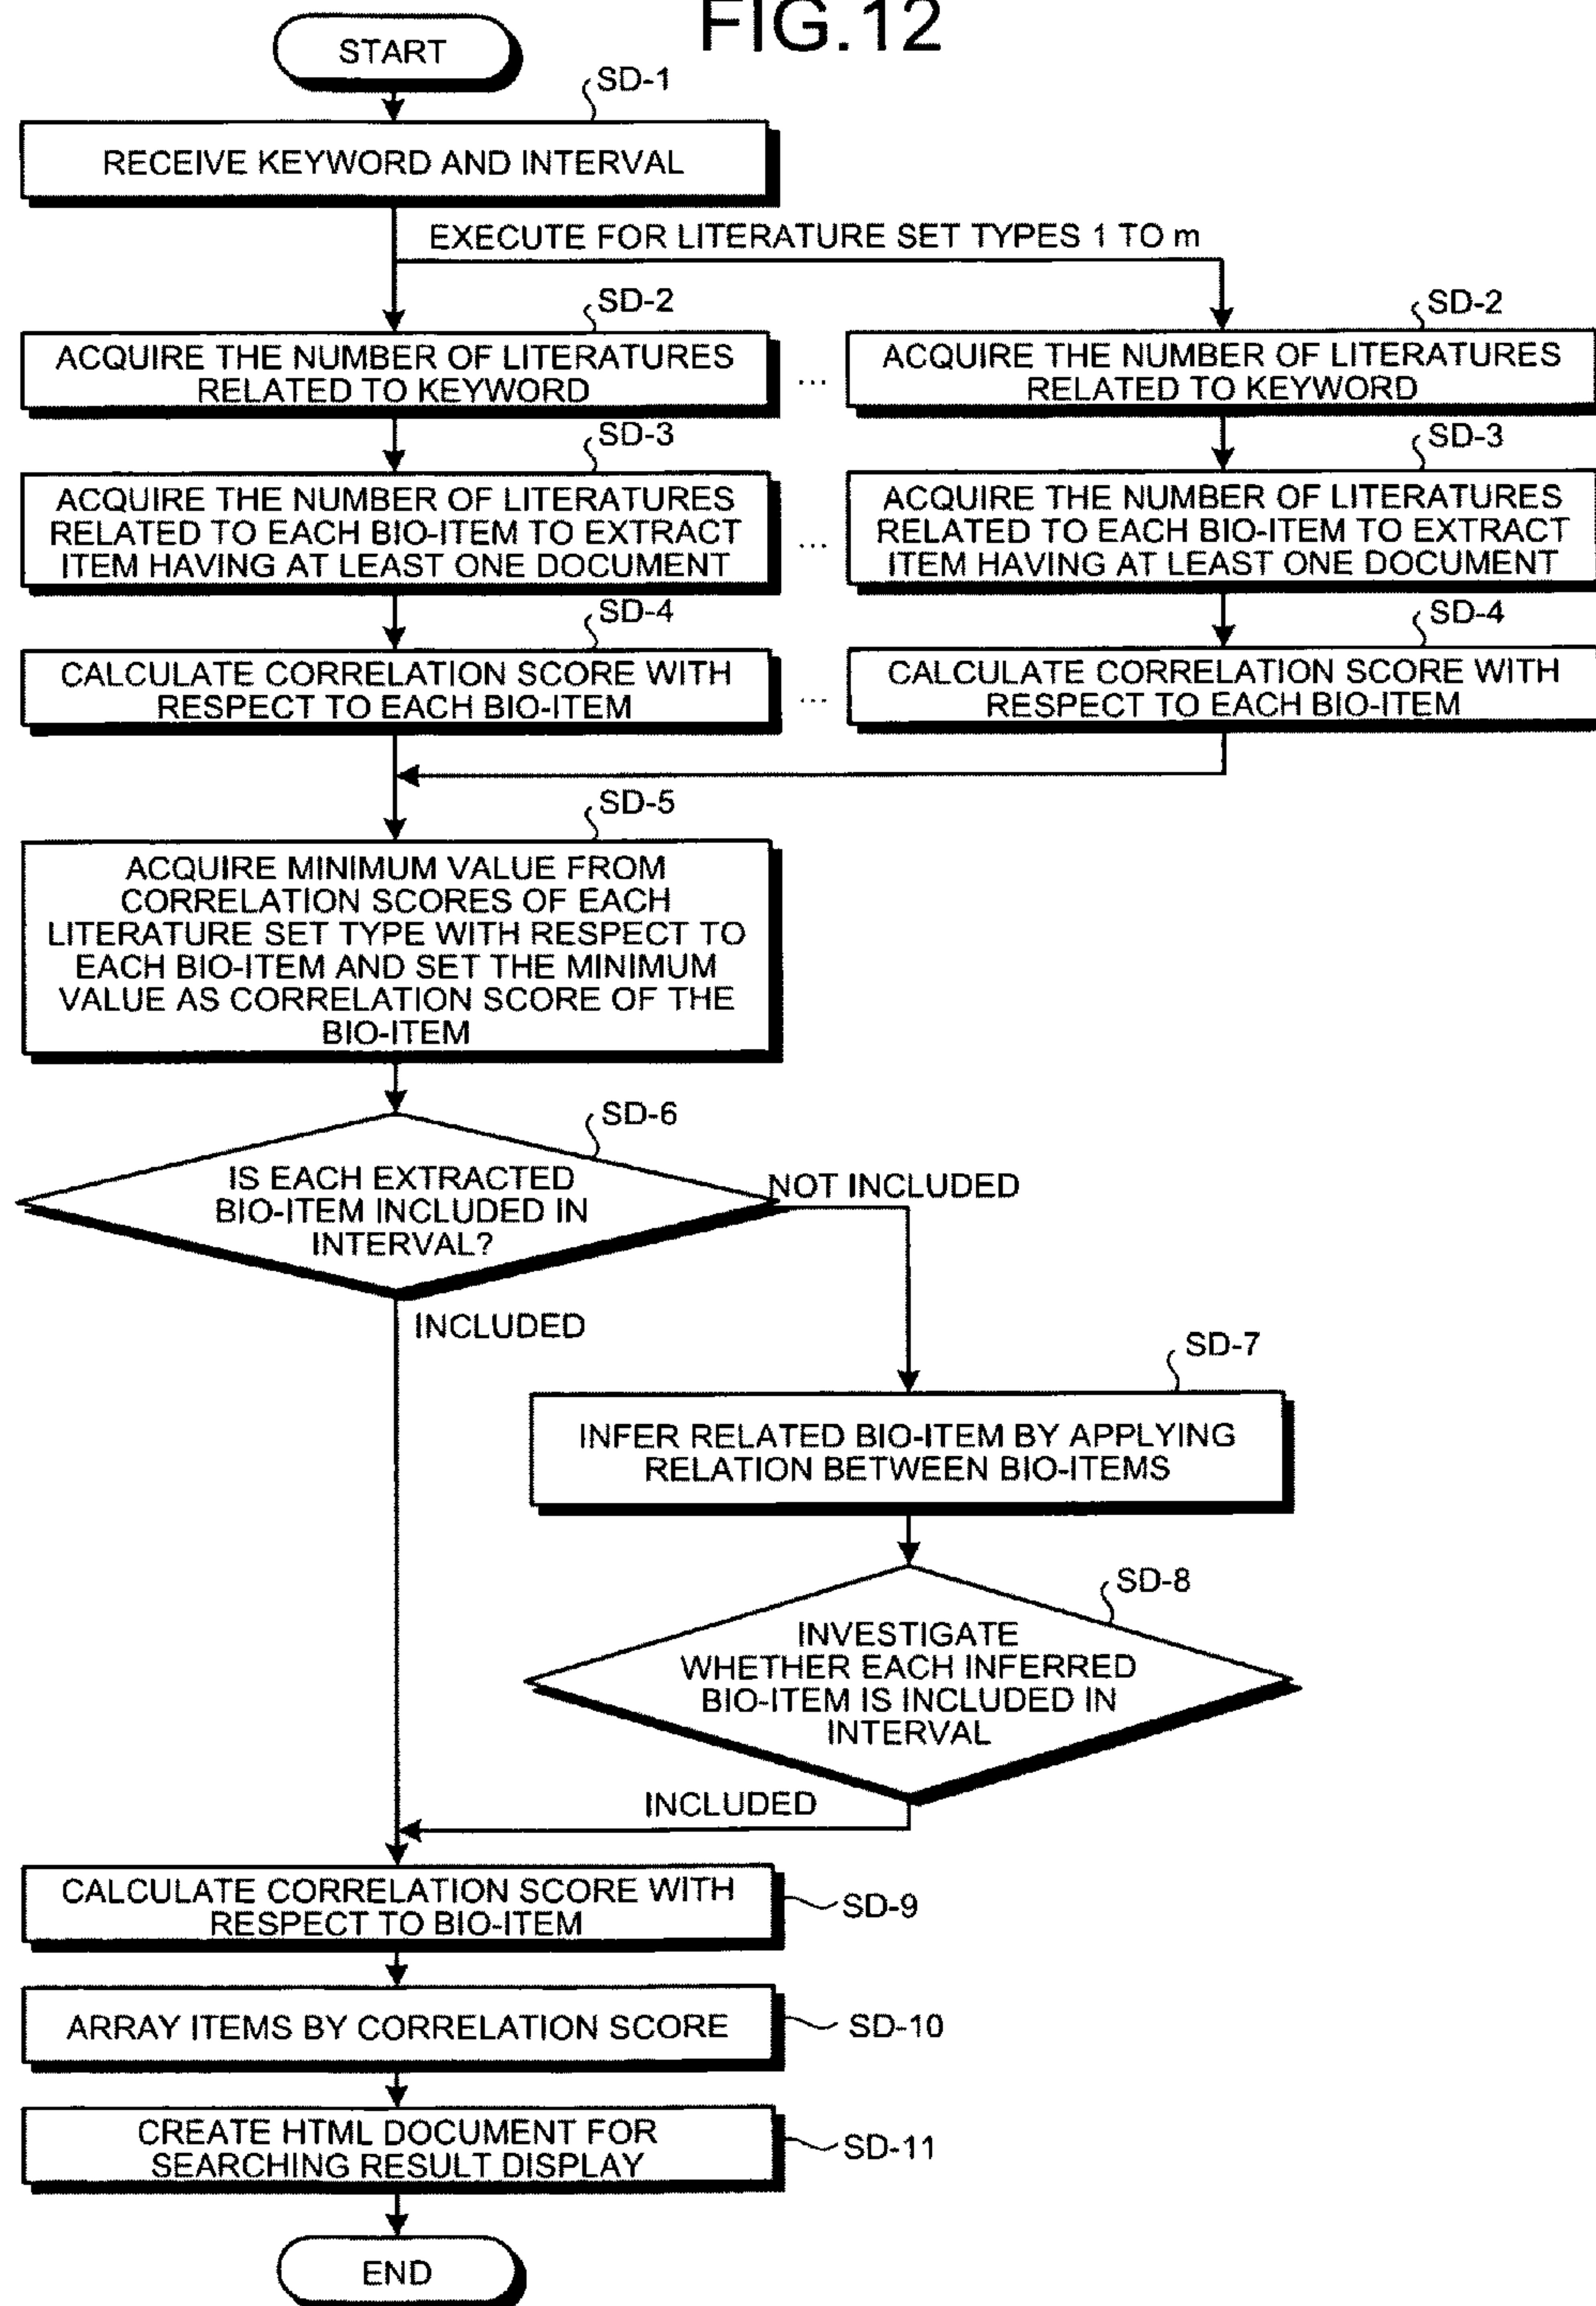 FIG.12
START
SD-1
RECEIVE KEYWORD AND INTERVAL
EXECUTE FOR LITERATURE SET TYPES 1 TO m
SD-2
ACQUIRE THE NUMBER OF LITERATURES
RELATED TO KEYWORD
...
SD-2
ACQUIRE THE NUMBER OF LITERATURES
RELATED TO KEYWORD
SD-3
ACQUIRE THE NUMBER OF LITERATURES
RELATED TO EACH BIO-ITEM TO EXTRACT
ITEM HAVING AT LEAST ONE DOCUMENT
...
SD-3
ACQUIRE THE NUMBER OF LITERATURES
RELATED TO EACH BIO-ITEM TO EXTRACT
ITEM HAVING AT LEAST ONE DOCUMENT
SD-4
CALCULATE CORRELATION SCORE WITH
RESPECT TO EACH BIO-ITEM
...
SD-4
CALCULATE CORRELATION SCORE WITH
RESPECT TO EACH BIO-ITEM
SD-5
ACQUIRE MINIMUM VALUE FROM
CORRELATION SCORES OF EACH
LITERATURE SET TYPE WITH RESPECT TO
EACH BIO-ITEM AND SET THE MINIMUM
VALUE AS CORRELATION SCORE OF THE
BIO-ITEM
SD-6
IS EACH EXTRACTED
BIO-ITEM INCLUDED IN
INTERVAL?
NOT INCLUDED
INCLUDED
SD-7
INFER RELATED BIO-ITEM BY APPLYING
RELATION BETWEEN BIO-ITEMS
SD-8
INVESTIGATE
WHETHER EACH INFERRED
BIO-ITEM IS INCLUDED IN
INTERVAL
INCLUDED
CALCULATE CORRELATION SCORE WITH
RESPECT TO BIO-ITEM
SD-9
ARRAY ITEMS BY CORRELATION SCORE
SD-10
CREATE HTML DOCUMENT FOR
SEARCHING RESULT DISPLAY
SD-11
END